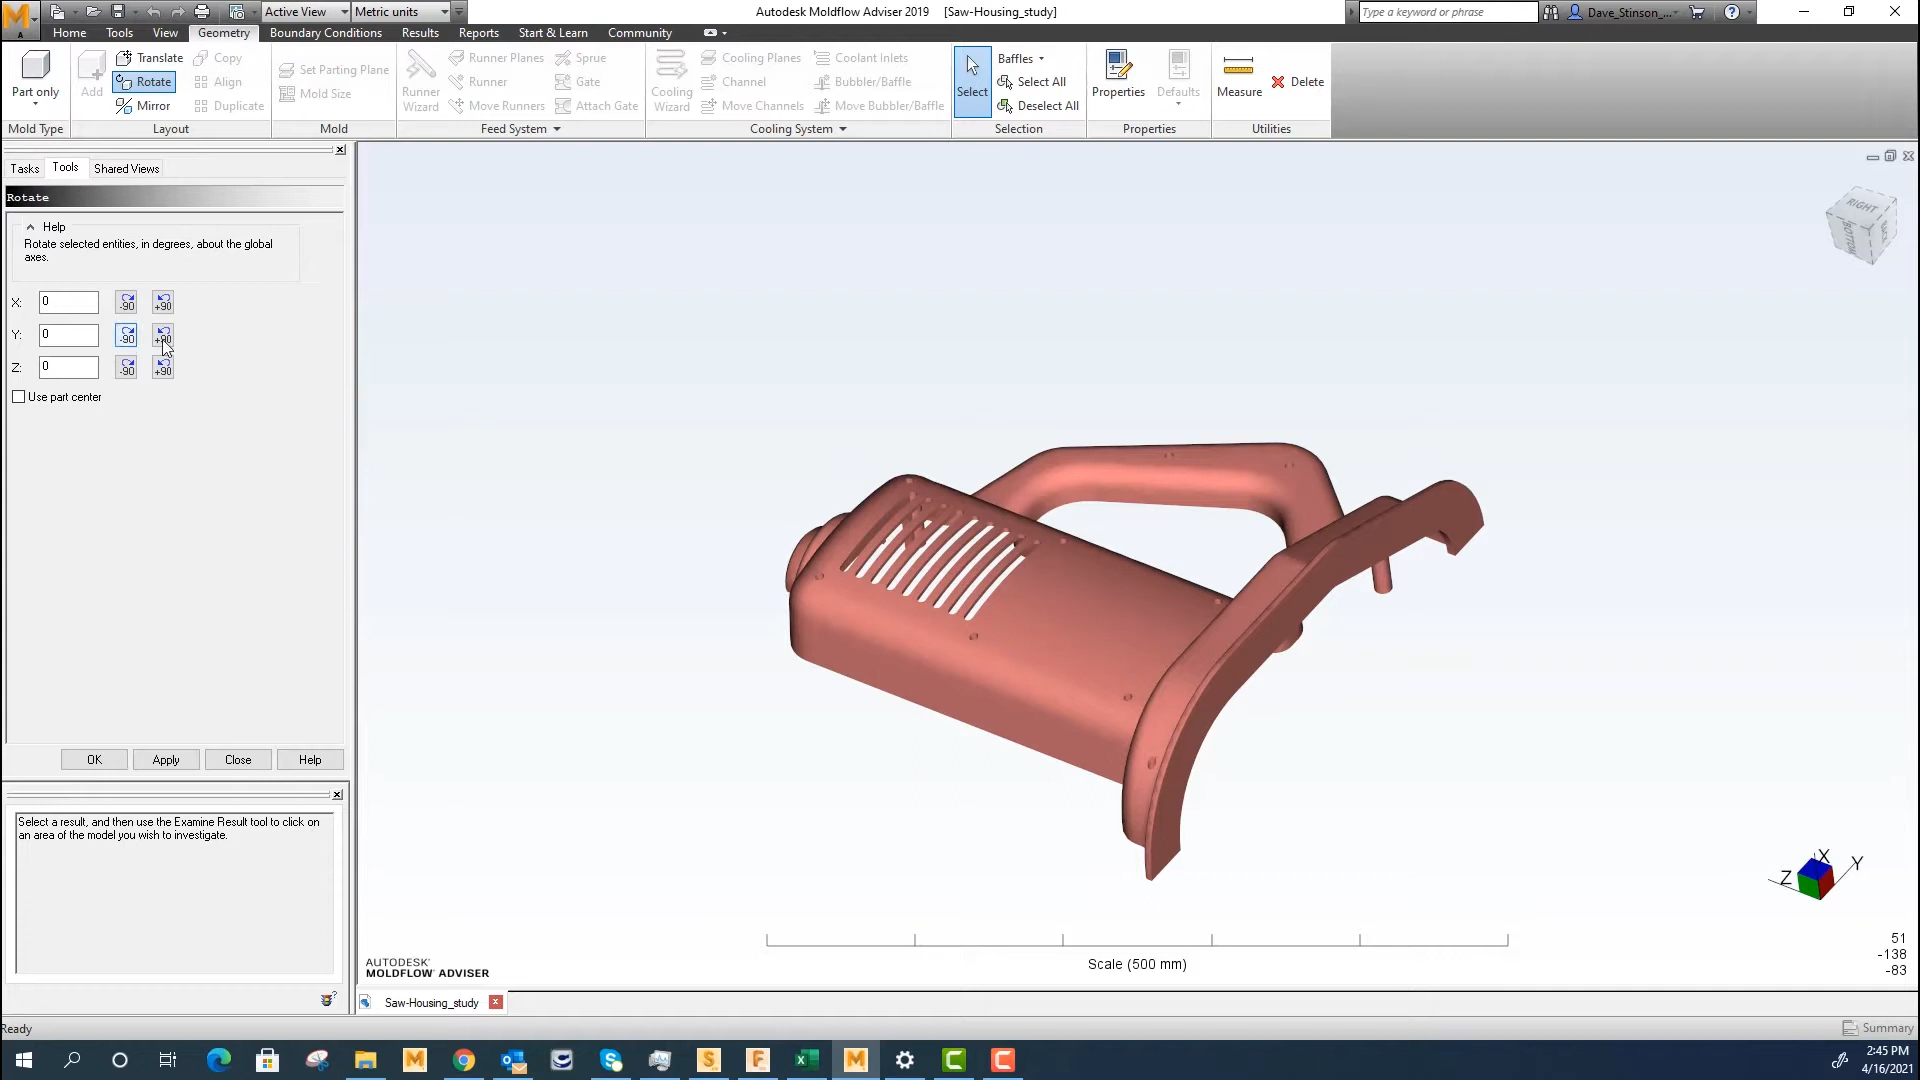 Active View
Metric units
Autodesk Moldflow Adviser 2019 [Saw-Housing_study]
Type a keyword or phrase
Dave_Stinson_...
Home
Tools
View
Geometry
Boundary Conditions
Results
Reports
Start & Learn
Community
Part only
Mold Type
Add
Translate
Rotate
Mirror
Copy
Align
Duplicate
Layout
Set Parting Plane
Mold Size
Mold
Runner Wizard
Runner Planes
Runner
Move Runners
Sprue
Gate
Attach Gate
Feed System
Cooling Wizard
Cooling Planes
Channel
Move Channels
Coolant Inlets
Bubbler/Baffle
Move Bubbler/Baffle
Cooling System
Select
Baffles
Select All
Deselect All
Selection
Properties
Defaults
Properties
Measure
Delete
Utilities
Tasks
Tools
Shared Views
Rotate
Help
Rotate selected entities, in degrees, about the global
axes.
X: 0 -90 +90
Y: 0 -90 +90
Z: 0 -90 +90
Use part center
OK
Apply
Close
Help
Select a result, and then use the Examine Result tool to click on
an area of the model you wish to investigate.
RIGHT
BOTTOM
BACK
X
Y
Z
51
-138
-83
Scale (500 mm)
AUTODESK'
MOLDFLOW' ADVISER
Saw-Housing_study
Ready
Summary
2:45 PM
4/16/2021